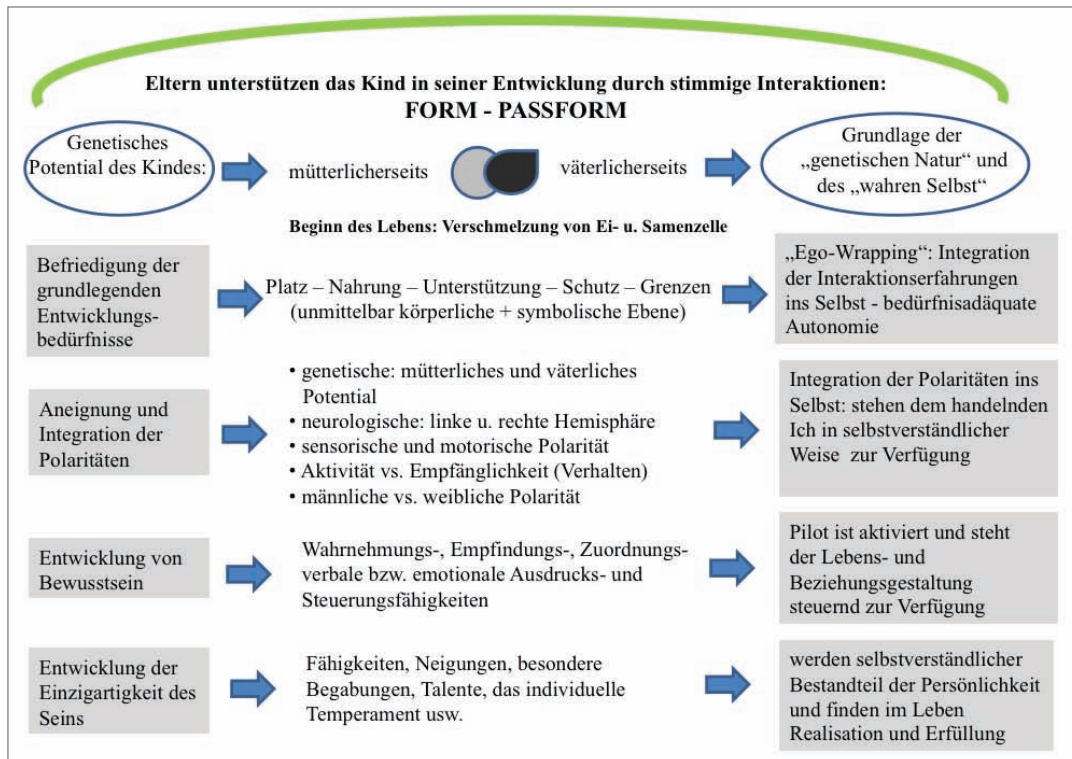 Eltern unterstützen das Kind in seiner Entwicklung durch stimmige Interaktionen:
FORM - PASSFORM
Genetisches
Potential des Kindes:
mütterlicherseits
väterlicherseits
Grundlage der
„genetischen Natur“ und
des „wahren Selbst“
Beginn des Lebens: Verschmelzung von Ei- u. Samenzelle
Befriedigung der
grundlegenden
Entwicklungs-
bedürfnisse
Platz – Nahrung – Unterstützung – Schutz – Grenzen
(unmittelbar körperliche + symbolische Ebene)
„Ego-Wrapping“: Integration
der Interaktionserfahrungen
ins Selbst - bedürfnisadäquate
Autonomie
Aneignung und
Integration der
Polaritäten
• genetische: mütterliches und väterliches
Potential
• neurologische: linke u. rechte Hemisphäre
• sensorische und motorische Polarität
• Aktivität vs. Empfänglichkeit (Verhalten)
• männliche vs. weibliche Polarität
Integration der Polaritäten ins
Selbst: stehen dem handelnden
Ich in selbstverständlicher
Weise zur Verfügung
Entwicklung von
Bewusstsein
Wahrnehmungs-, Empfindungs-, Zuordnungs-
verbale bzw. emotionale Ausdrucks- und
Steuerungsfähigkeiten
Pilot ist aktiviert und steht
der Lebens- und
Beziehungsgestaltung
steuernd zur Verfügung
Entwicklung der
Einzigartigkeit des
Seins
Fähigkeiten, Neigungen, besondere
Begabungen, Talente, das individuelle
Temperament usw.
werden selbstverständlicher
Bestandteil der Persönlichkeit
und finden im Leben
Realisation und Erfüllung